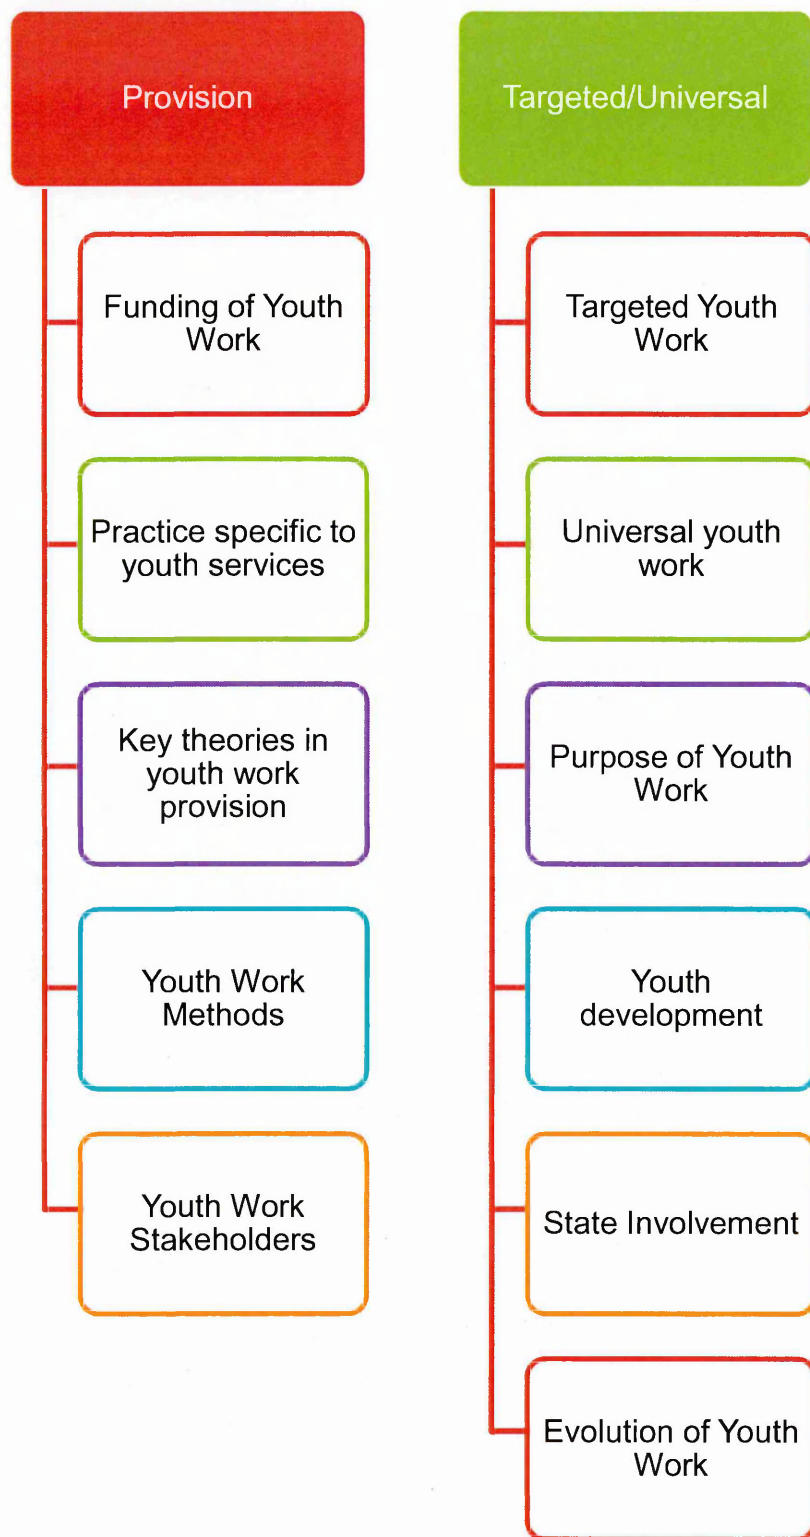 Provision
Funding of Youth
Work
Practice specific to
youth services
Key theories in
youth work
provision
Youth Work
Methods
Youth Work
Stakeholders
Targeted/Universal
Targeted Youth
Work
Universal youth
work
Purpose of Youth
Work
Youth
development
State Involvement
Evolution of Youth
Work